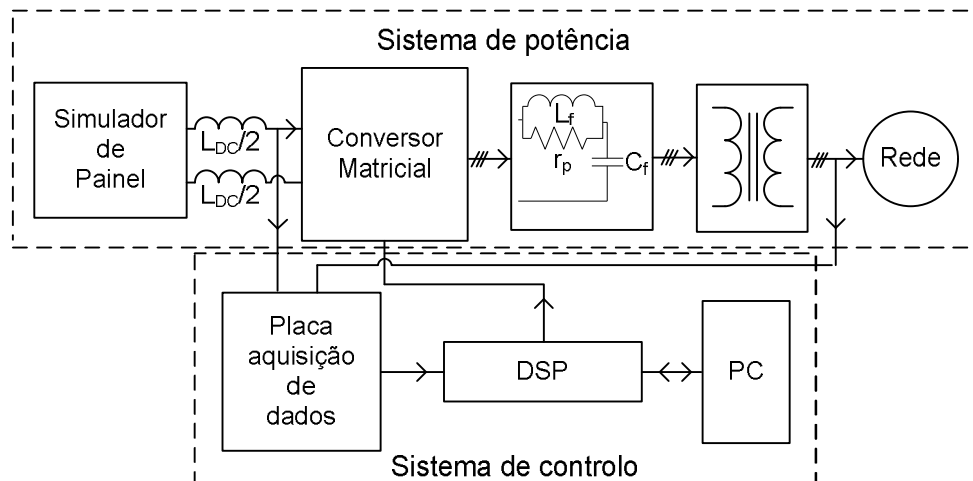 Sistema de potência
Simulador
de
Painel
L_DC/2
L_DC/2
Conversor
Matricial
L_f
r_p
C_f
Rede
Placa
aquisição
de
dados
DSP
PC
Sistema de controlo